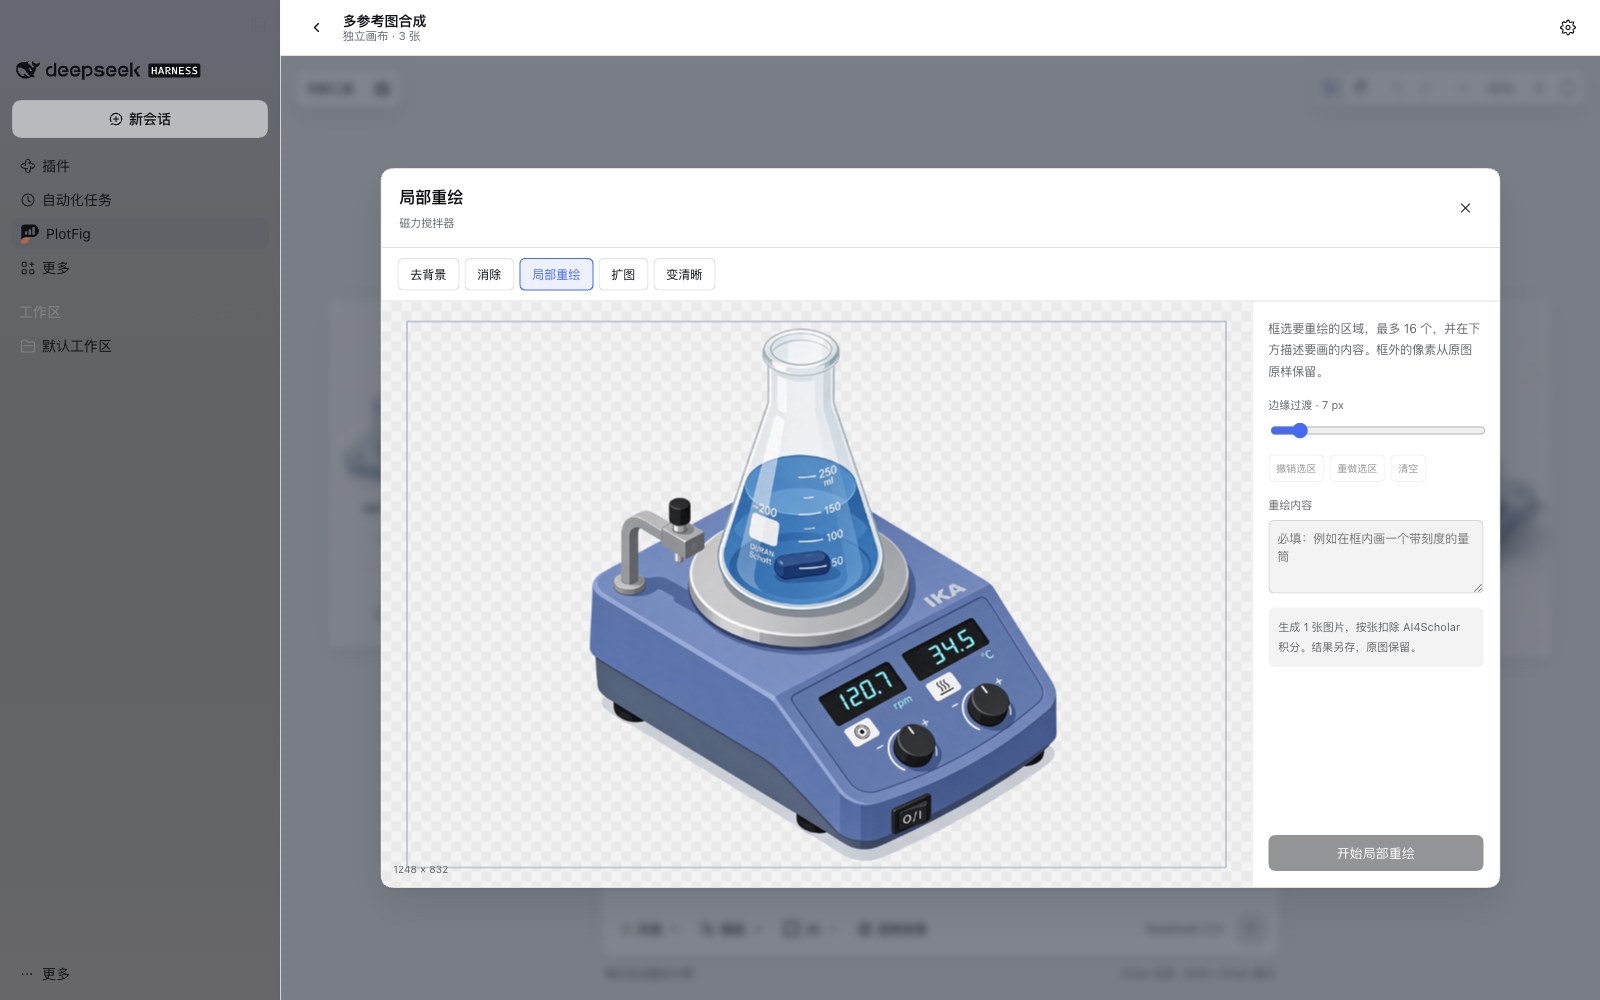 多参考图合成
独立画布 · 3 张
deepseek HARNESS
新会话
插件
自动化任务
PlotFig
更多
工作区
默认工作区
更多
局部重绘
磁力搅拌器
去背景
消除
局部重绘
扩图
变清晰
250
ml
~200
150
100
50
DURAN
Schott
IKA
34.5
°C
120.7
rpm
+
−
+
−
O/I
1248 × 832
框选要重绘的区域，最多 16 个，并在下
方描述要画的内容。框外的像素从原图
原样保留。
边缘过渡 · 7 px
撤销选区
重做选区
清空
重绘内容
必填：例如在框内画一个带刻度的量
筒
生成 1 张图片，按张扣除 AI4Scholar
积分。结果另存，原图保留。
开始局部重绘